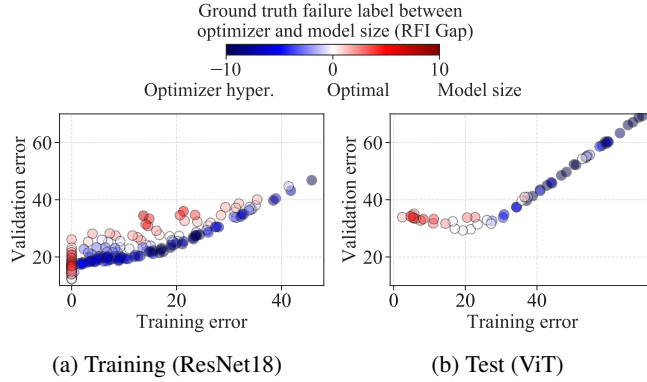 Ground truth failure label between
optimizer and model size (RFI Gap)
−10 0 10
Optimizer hyper. Optimal Model size
Validation error
60
40
20
0 20 40
Training error
Validation error
60
40
20
0 20 40
Training error
(a) Training (ResNet18)
(b) Test (ViT)